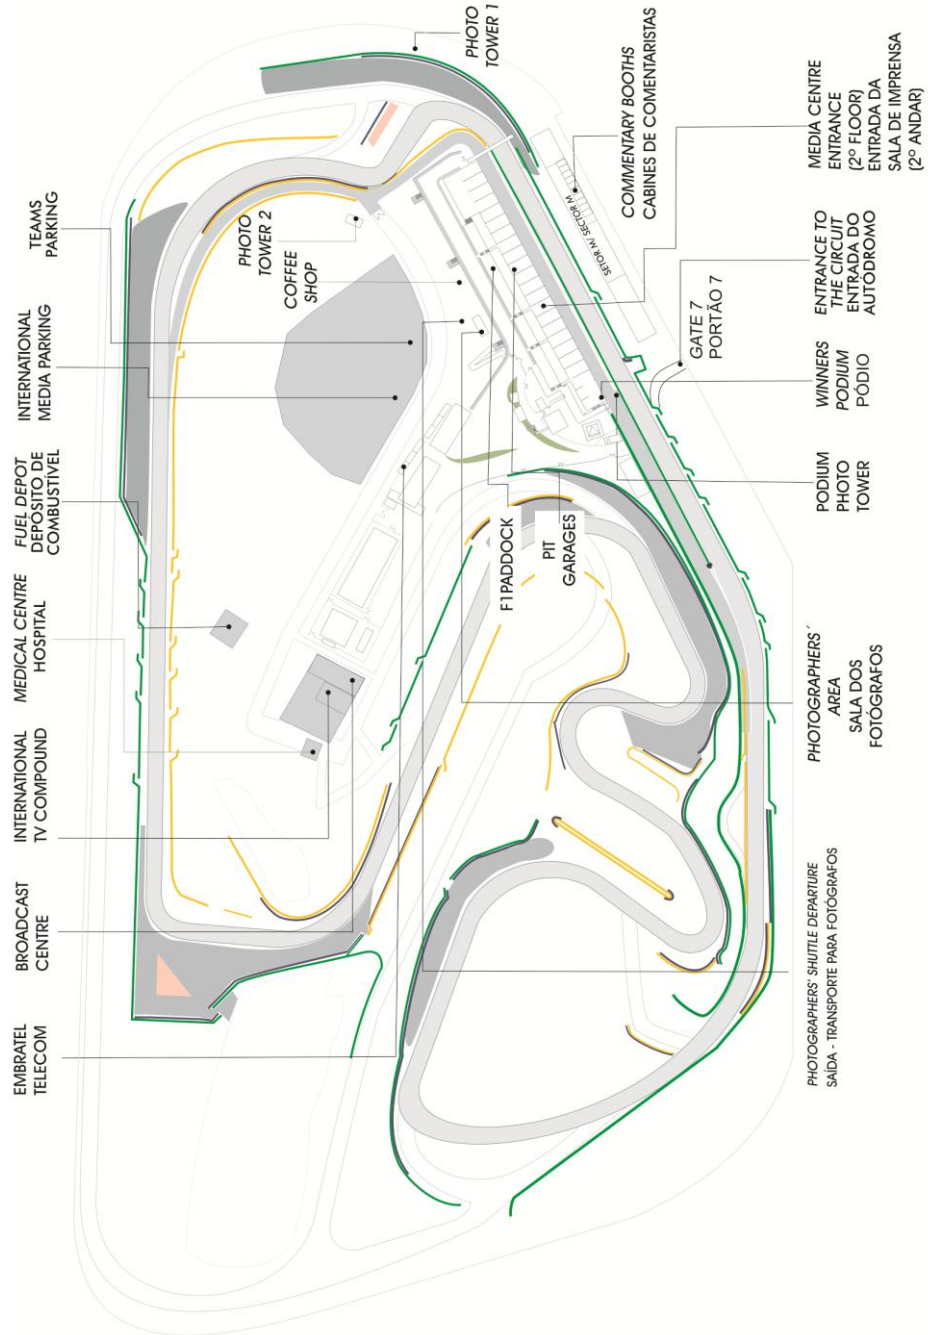 EMBRATEL
TELECOM
BROADCAST
CENTRE
INTERNATIONAL
TV COMPOUND
MEDICAL CENTRE
HOSPITAL
FUEL DEPOT
DEPÓSITO DE
COMBUSTÍVEL
INTERNATIONAL
MEDIA PARKING
TEAMS
PARKING
PHOTO
TOWER 1
PHOTO
TOWER 2
COFFEE
SHOP
F1 PADDOCK
PIT
GARAGES
SETOR M/ SECTOR M
COMMENTARY BOOTHS
CABINES DE COMENTARISTAS
GATE 7
PORTÃO 7
PHOTOGRAPHERS' SHUTTLE DEPARTURE
SAÍDA - TRANSPORTE PARA FOTÓGRAFOS
PHOTOGRAPHERS´
AREA
SALA DOS
FOTÓGRAFOS
PODIUM
PHOTO
TOWER
WINNERS
PODIUM
PÓDIO
ENTRANCE TO
THE CIRCUIT
ENTRADA DO
AUTÓDROMO
MEDIA CENTRE
ENTRANCE
(2º FLOOR)
ENTRADA DA
SALA DE IMPRENSA
(2º ANDAR)